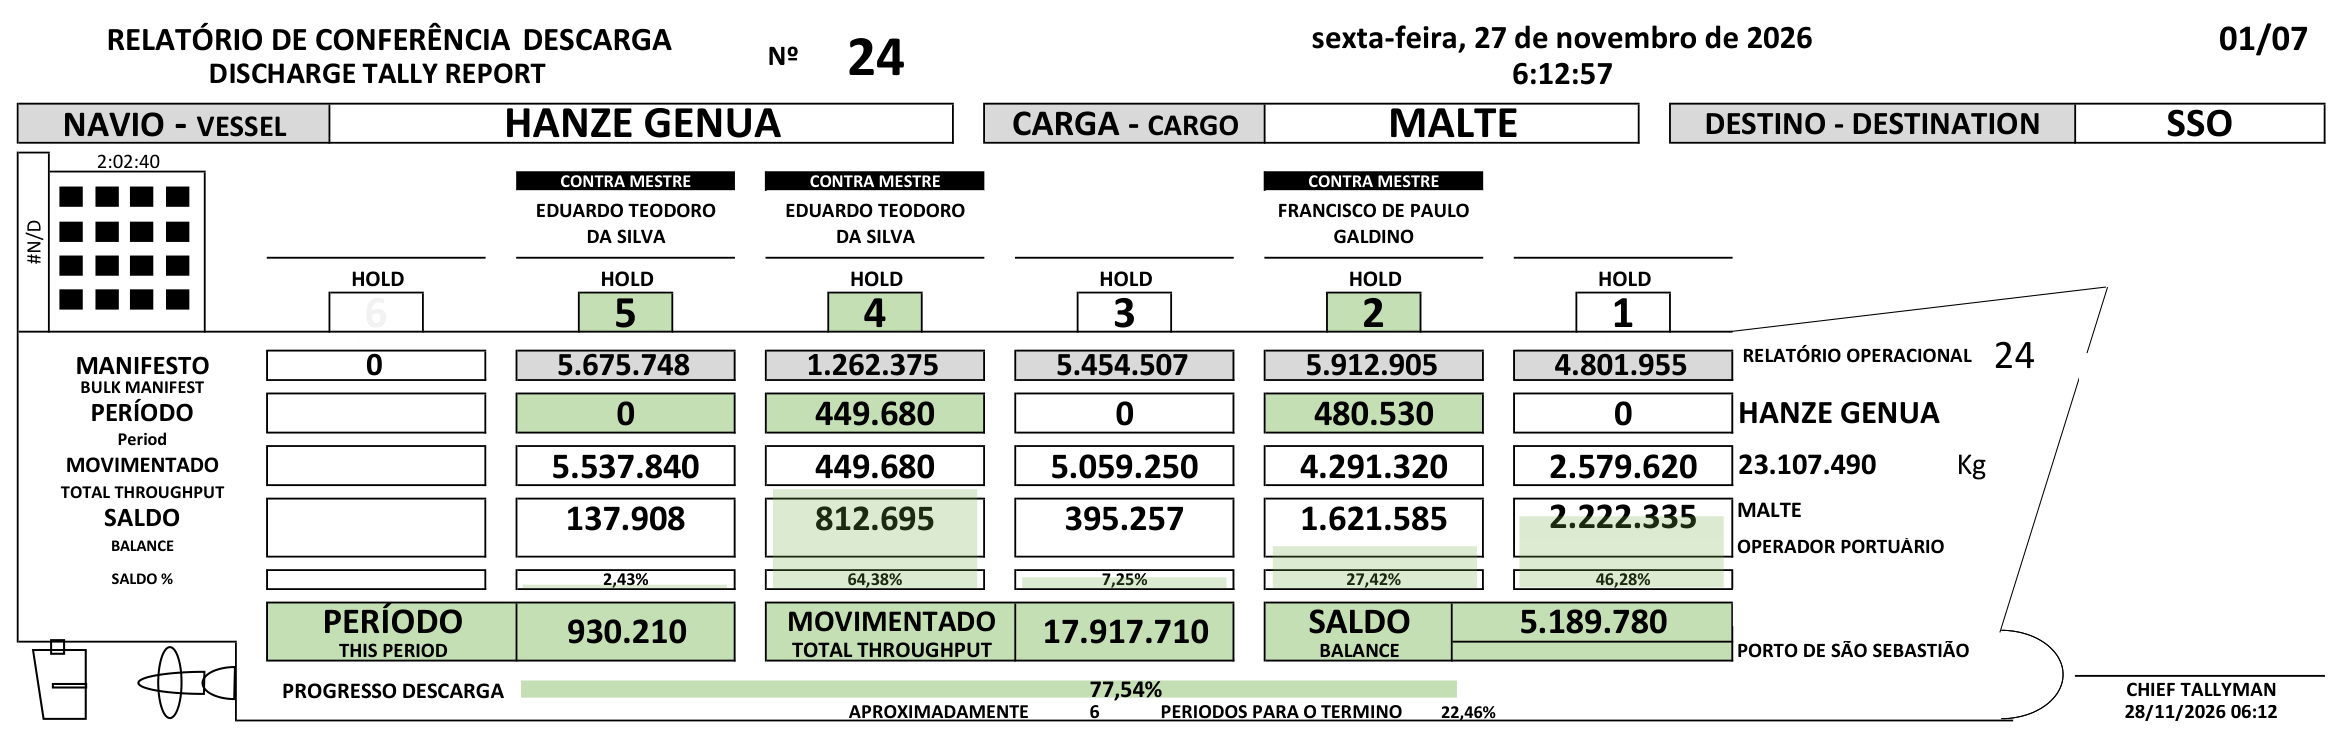 RELATÓRIO DE CONFERÊNCIA DESCARGA
DISCHARGE TALLY REPORT
Nº 24
sexta-feira, 27 de novembro de 2026
6:12:57
01/07
NAVIO - VESSEL HANZE GENUA CARGA - CARGO MALTE DESTINO - DESTINATION SSO
2:02:40
#N/D
CONTRA MESTRE CONTRA MESTRE CONTRA MESTRE
EDUARDO TEODORO EDUARDO TEODORO FRANCISCO DE PAULO
DA SILVA DA SILVA GALDINO
HOLD HOLD HOLD HOLD HOLD HOLD
6 5 4 3 2 1
MANIFESTO 0 5.675.748 1.262.375 5.454.507 5.912.905 4.801.955 RELATÓRIO OPERACIONAL 24
BULK MANIFEST
PERÍODO 0 449.680 0 480.530 0 HANZE GENUA
Period
MOVIMENTADO 5.537.840 449.680 5.059.250 4.291.320 2.579.620 23.107.490 Kg
TOTAL THROUGHPUT
SALDO 137.908 812.695 395.257 1.621.585 2.222.335 MALTE
BALANCE OPERADOR PORTUÀRIO
SALDO % 2,43% 64,38% 7,25% 27,42% 46,28%
PERÍODO 930.210 MOVIMENTADO 17.917.710 SALDO 5.189.780
THIS PERIOD TOTAL THROUGHPUT BALANCE PORTO DE SÃO SEBASTIÃO
PROGRESSO DESCARGA 77,54%
APROXIMADAMENTE 6 PERIODOS PARA O TERMINO 22,46%
CHIEF TALLYMAN
28/11/2026 06:12